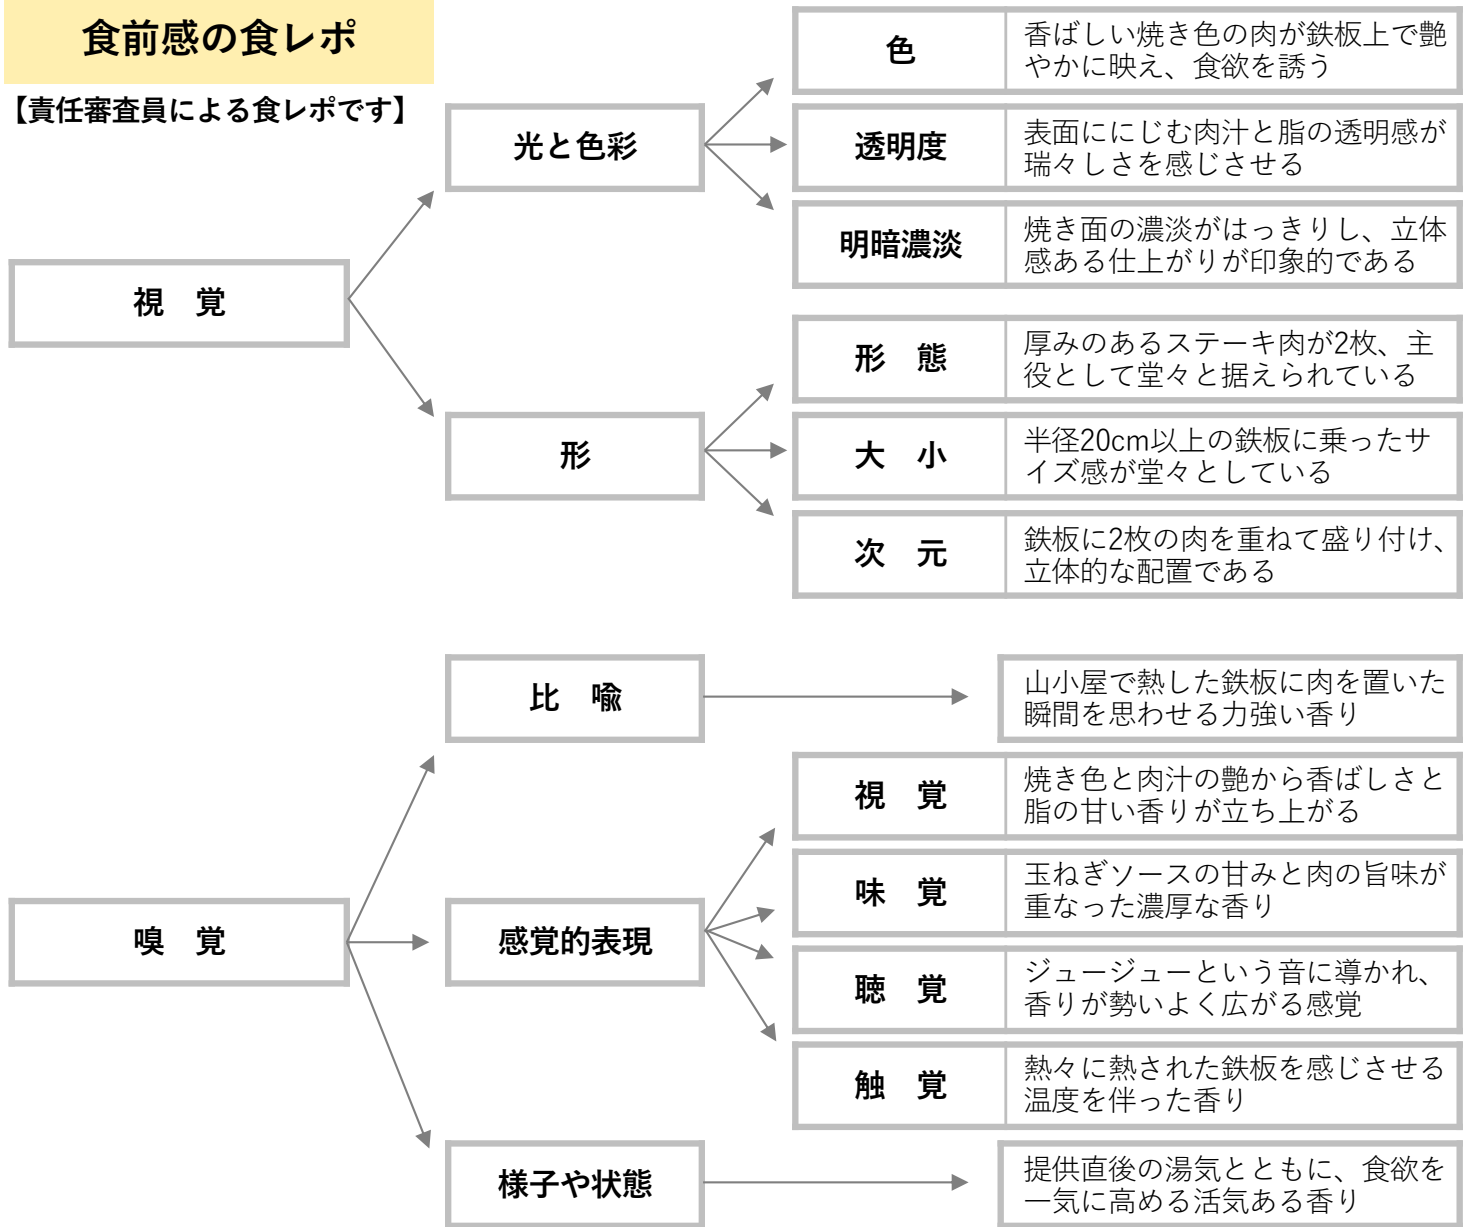 食前感の食レポ
【責任審査員による食レポです】
視　覚
光と色彩
色
香ばしい焼き色の肉が鉄板上で艶
やかに映え、食欲を誘う
透明度
表面ににじむ肉汁と脂の透明感が
瑞々しさを感じさせる
明暗濃淡
焼き面の濃淡がはっきりし、立体
感ある仕上がりが印象的である
形
形　態
厚みのあるステーキ肉が2枚、主
役として堂々と据えられている
大　小
半径20cm以上の鉄板に乗ったサ
イズ感が堂々としている
次　元
鉄板に2枚の肉を重ねて盛り付け、
立体的な配置である
嗅　覚
比　喩
山小屋で熱した鉄板に肉を置いた
瞬間を思わせる力強い香り
感覚的表現
視　覚
焼き色と肉汁の艶から香ばしさと
脂の甘い香りが立ち上がる
味　覚
玉ねぎソースの甘みと肉の旨味が
重なった濃厚な香り
聴　覚
ジュージューという音に導かれ、
香りが勢いよく広がる感覚
触　覚
熱々に熱された鉄板を感じさせる
温度を伴った香り
様子や状態
提供直後の湯気とともに、食欲を
一気に高める活気ある香り